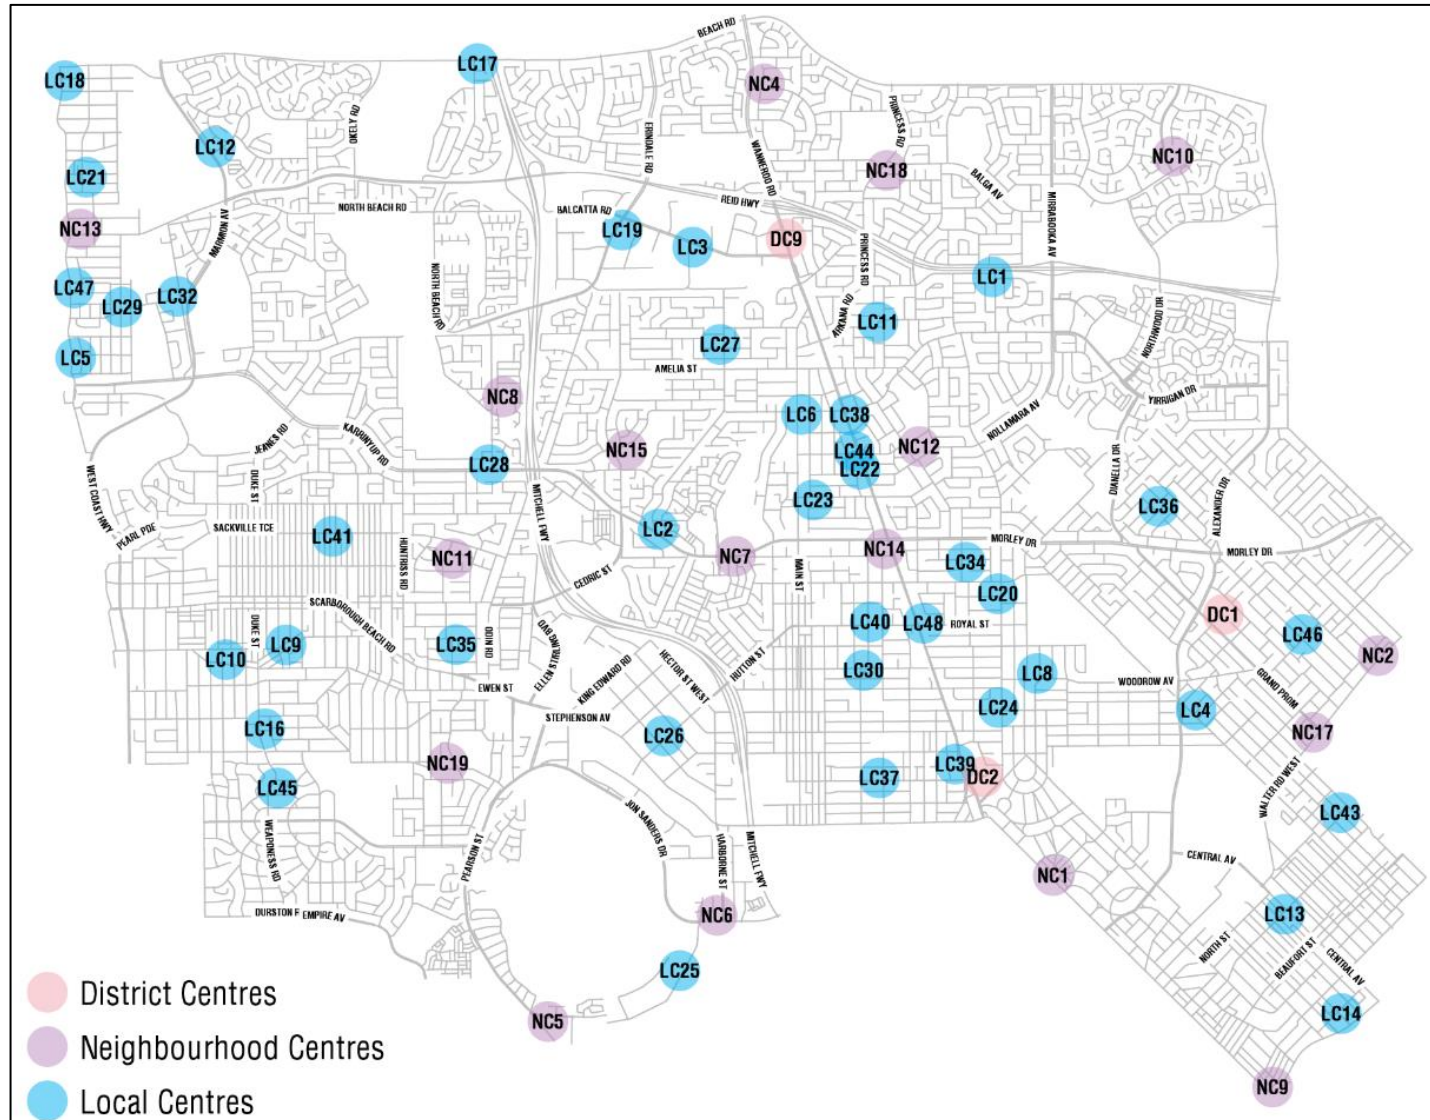 BEACH RD
LC17
LC18
NC4
OKELY RD
PRINCESS RD
LC12
ERINDALE RD
WANNEROO RD
NC10
LC21
NC18
BALGA AV
REID HWY
NORTH BEACH RD
BALCATTA RD
MIRRABOOKA AV
NC13
MARMION AV
LC19
LC3
DC9
PRINCESS RD
LC1
LC47
LC29
LC32
NORTH BEACH RD
ARKANA RD
LC11
NORTHWOOD DR
LC27
LC5
AMELIA ST
NC8
YIRRIGAN DR
LC6
LC38
NOLLAMARA AV
JEANES RD
KARRINYUP RD
NC15
LC44
NC12
LC28
LC22
DIANELLA DR
WEST COAST HWY
DUKE ST
MITCHELL FWY
LC23
LC36
ALEXANDER DR
PEARL PDE
SACKVILLE TCE
LC41
LC2
HUNTRISS RD
NC11
NC7
NC14
MORLEY DR
MORLEY DR
CEDRIC ST
MAIN ST
LC34
LC20
SCARBOROUGH BEACH RD
DC1
DUKE ST
LC9
LC35
ODIN RD
ELLEN STIRLING BVD
LC40
LC48
ROYAL ST
LC46
LC10
HECTOR ST WEST
HUTTON ST
NC2
KING EDWARD RD
LC30
LC8
WOODROW AV
GRAND PROM
EWEN ST
LC24
LC4
STEPHENSON AV
LC16
LC26
NC17
NC19
LC39
LC37
DC2
LC45
WALTER RD WEST
LC43
WEAPONESS RD
PEARSON ST
JON SANDERS DR
HARBORNE ST
MITCHELL FWY
CENTRAL AV
NC1
DURSTON F EMPIRE AV
NC6
LC13
NORTH ST
BEAUFORT ST
CENTRAL AV
LC25
LC14
NC5
NC9
District Centres
Neighbourhood Centres
Local Centres